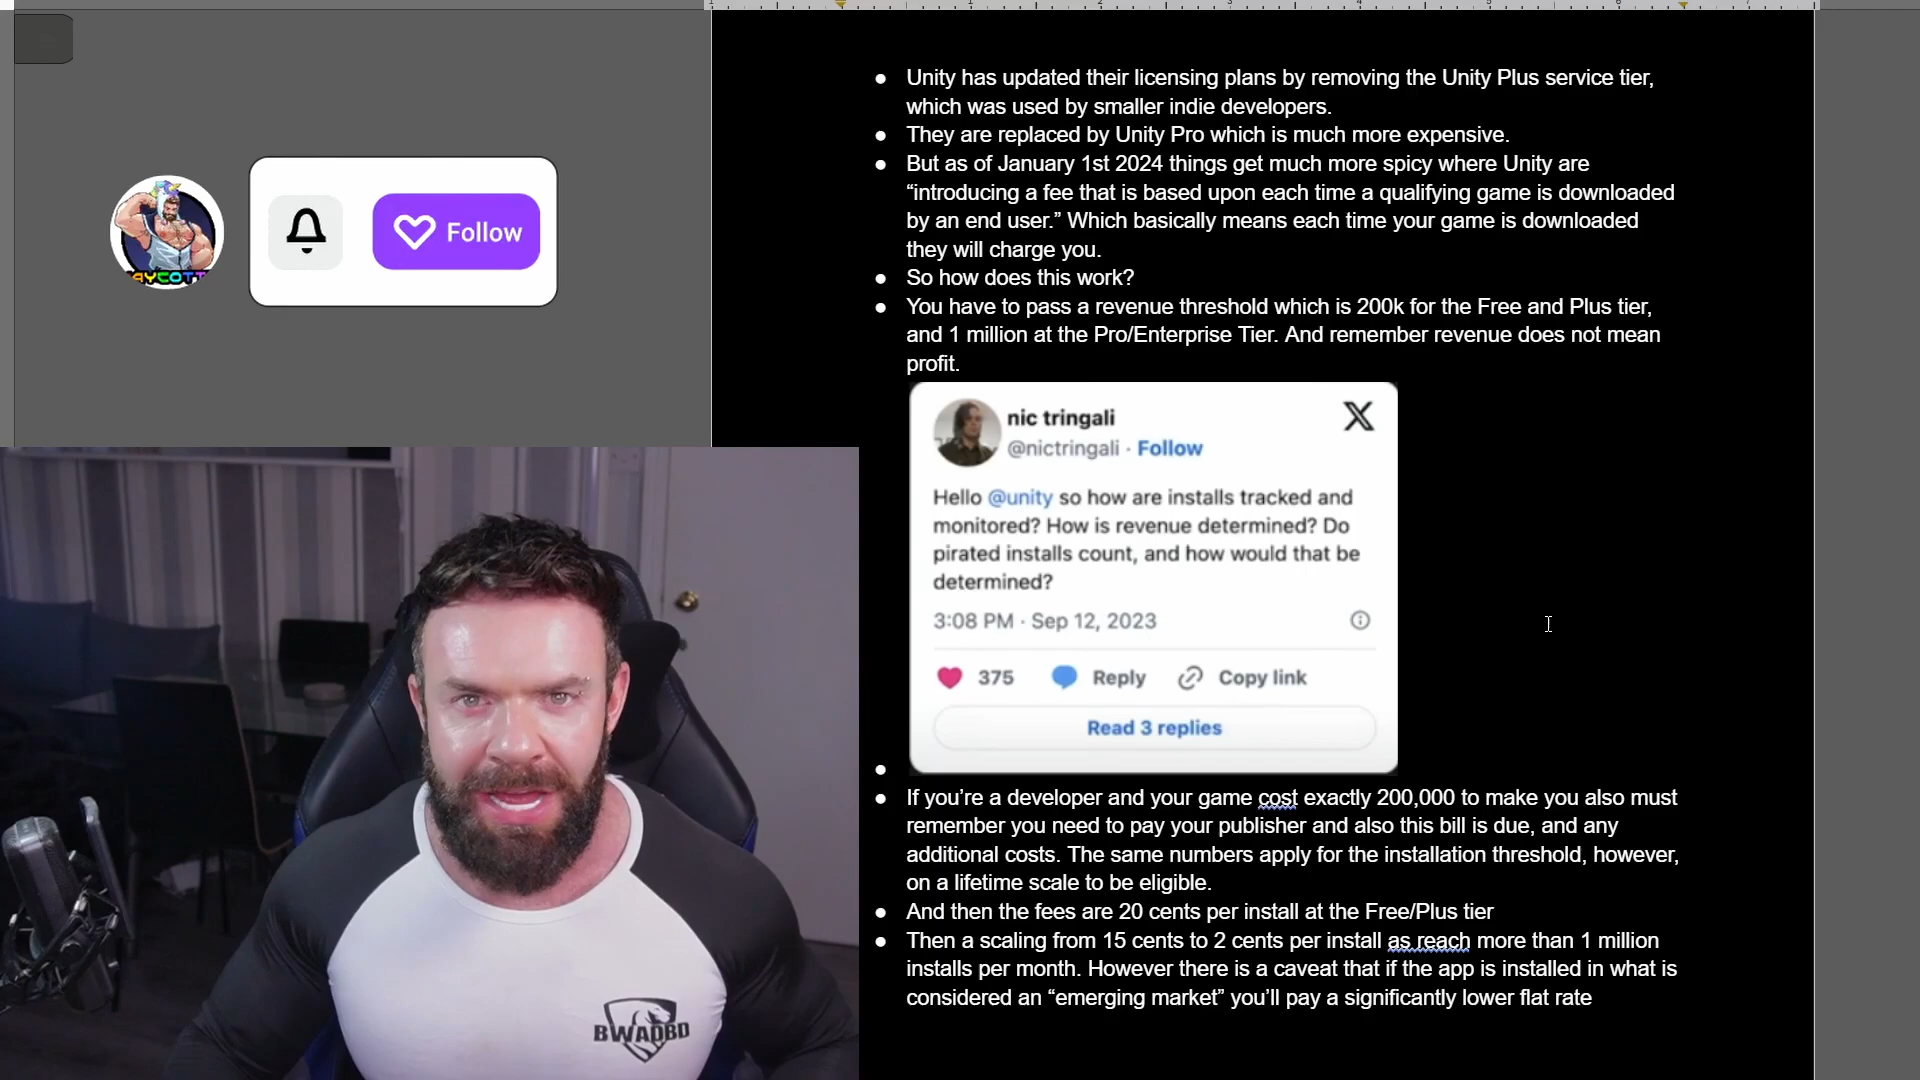 Unity has updated their licensing plans by removing the Unity Plus service tier,
which was used by smaller indie developers.
They are replaced by Unity Pro which is much more expensive.
But as of January 1st 2024 things get much more spicy where Unity are
“introducing a fee that is based upon each time a qualifying game is downloaded
by an end user.” Which basically means each time your game is downloaded
they will charge you.
So how does this work?
You have to pass a revenue threshold which is 200k for the Free and Plus tier,
and 1 million at the Pro/Enterprise Tier. And remember revenue does not mean
profit.
Follow
nic tringali
@nictringali · Follow
Hello @unity so how are installs tracked and
monitored? How is revenue determined? Do
pirated installs count, and how would that be
determined?
3:08 PM · Sep 12, 2023
375 Reply Copy link
Read 3 replies
If you’re a developer and your game cost exactly 200,000 to make you also must
remember you need to pay your publisher and also this bill is due, and any
additional costs. The same numbers apply for the installation threshold, however,
on a lifetime scale to be eligible.
And then the fees are 20 cents per install at the Free/Plus tier
Then a scaling from 15 cents to 2 cents per install as reach more than 1 million
installs per month. However there is a caveat that if the app is installed in what is
considered an “emerging market” you’ll pay a significantly lower flat rate
BWADBD